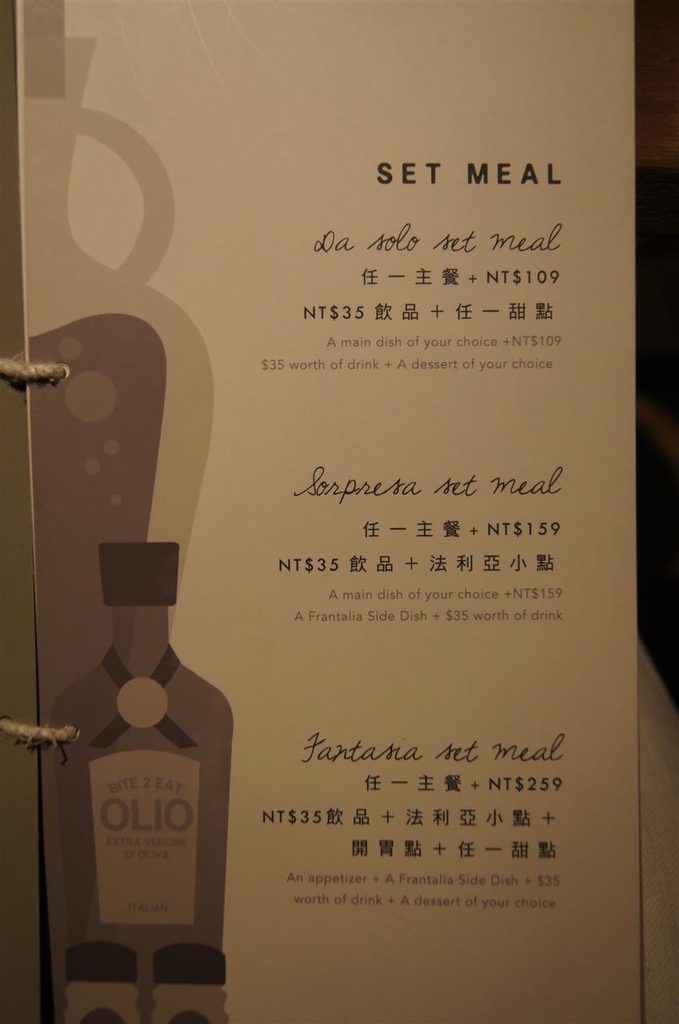 SET MEAL
Da solo set meal
任一主餐 + NT$109
NT$35 飲品 + 任一甜點
A main dish of your choice +NT$109
$35 worth of drink + A dessert of your choice
Sorpresa set meal
任一主餐 + NT$159
NT$35 飲品 + 法利亞小點
A main dish of your choice +NT$159
A Frantalia Side Dish + $35 worth of drink
Fantasia set meal
任一主餐 + NT$259
NT$35飲品 + 法利亞小點 +
開胃點 + 任一甜點
An appetizer + A Frantalia Side Dish + $35
worth of drink + A dessert of your choice
BITE 2 EAT
OLIO
EXTRA VERGINE
DI OLIVA
ITALIAN